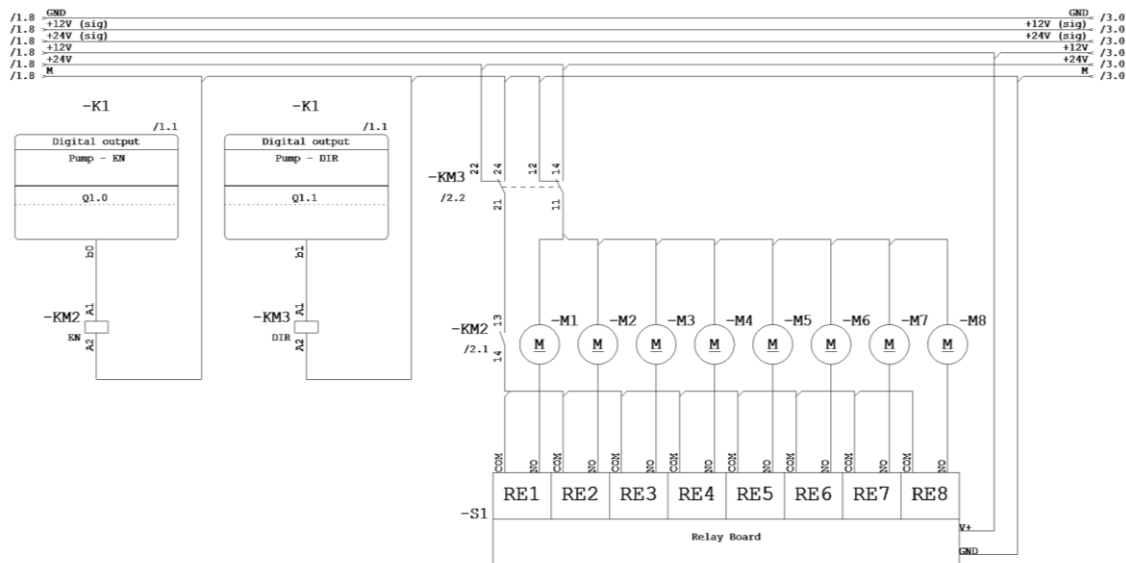 GND GND
/1.8 +12V (sig) +12V (sig) /3.0
/1.8 +24V (sig) +24V (sig) /3.0
/1.8 +12V +12V /3.0
/1.8 +24V +24V /3.0
/1.8 M M /3.0
/1.8 /3.0
-K1 -K1
/1.1 /1.1
Digital output Digital output
Pump - EN Pump - DIR
Q1.0 Q1.1
22 24 12 14
-KM3
/2.2
21 11
b0 b1
A1 A1
-KM2 -KM3
EN DIR
A2 A2
13
-KM2
/2.1
14
-M1 -M2 -M3 -M4 -M5 -M6 -M7 -M8
M M M M M M M M
COM NO COM NO COM NO COM NO COM NO COM NO COM NO COM NO
RE1 RE2 RE3 RE4 RE5 RE6 RE7 RE8
-S1
V+
Relay Board
GND